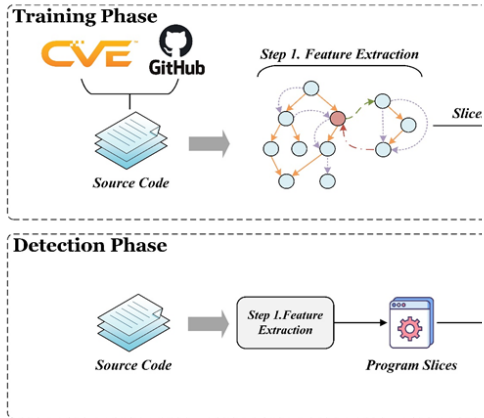 Training Phase
CVE
GitHub
Step 1. Feature Extraction
Slices
Source Code
Detection Phase
Step 1.Feature
Extraction
Source Code
Program Slices